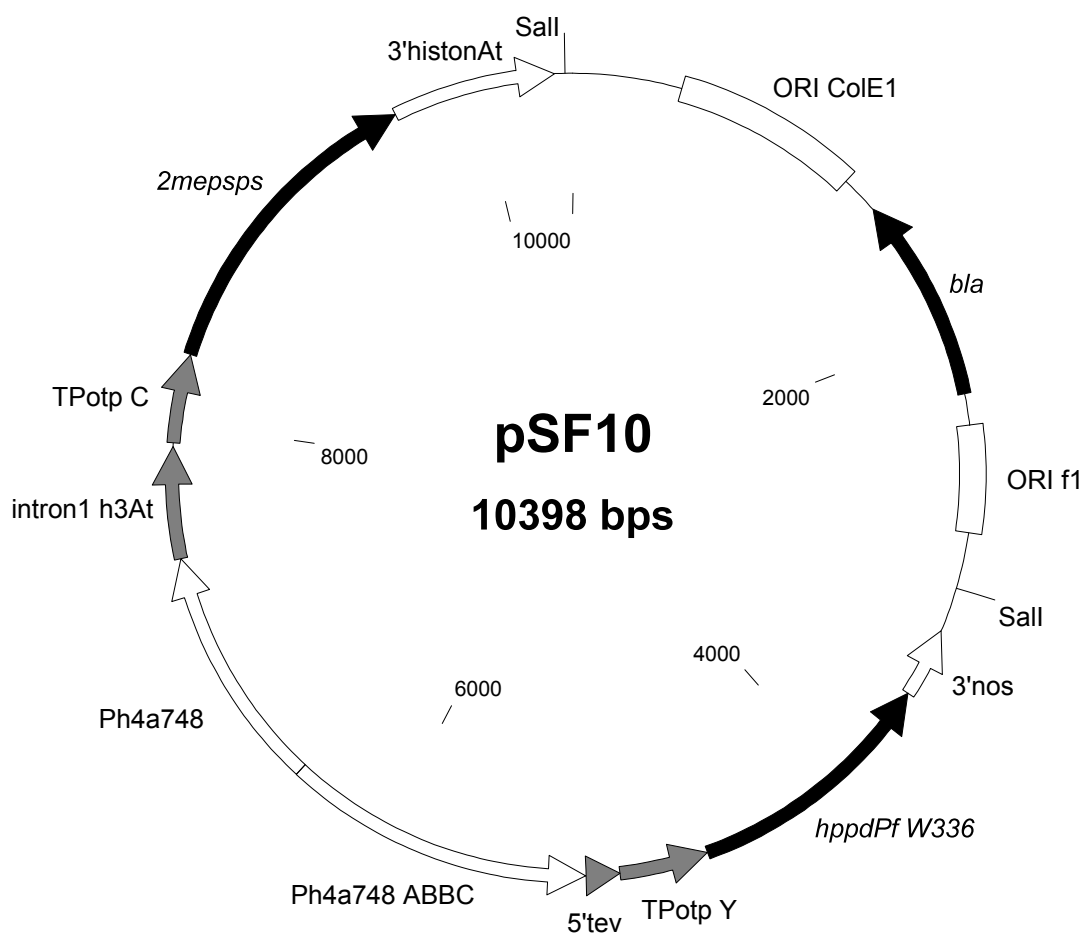 SalI
3'histonAt
ORI ColE1
2mepsps
10000
bla
TPotp C
2000
pSF10
8000
ORI f1
intron1 h3At
10398 bps
SalI
4000
3'nos
6000
Ph4a748
hppdPf W336
Ph4a748 ABBC
5'tev
TPotp Y